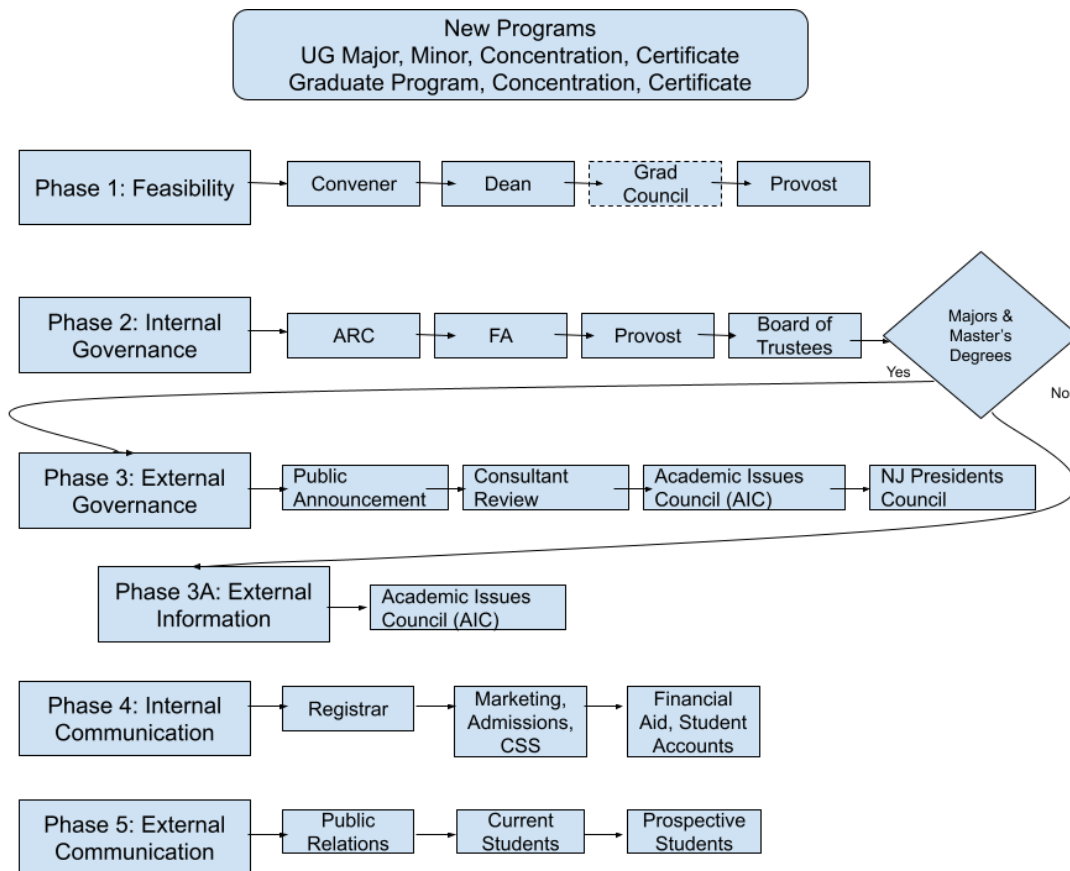 New Programs
UG Major, Minor, Concentration, Certificate
Graduate Program, Concentration, Certificate
Phase 1: Feasibility
Convener
Dean
Grad
Council
Provost
Phase 2: Internal
Governance
ARC
FA
Provost
Board of
Trustees
Majors &
Master's
Degrees
Yes
No
Phase 3: External
Governance
Public
Announcement
Consultant
Review
Academic Issues
Council (AIC)
NJ Presidents
Council
Phase 3A: External
Information
Academic Issues
Council (AIC)
Phase 4: Internal
Communication
Registrar
Marketing,
Admissions,
CSS
Financial
Aid, Student
Accounts
Phase 5: External
Communication
Public
Relations
Current
Students
Prospective
Students